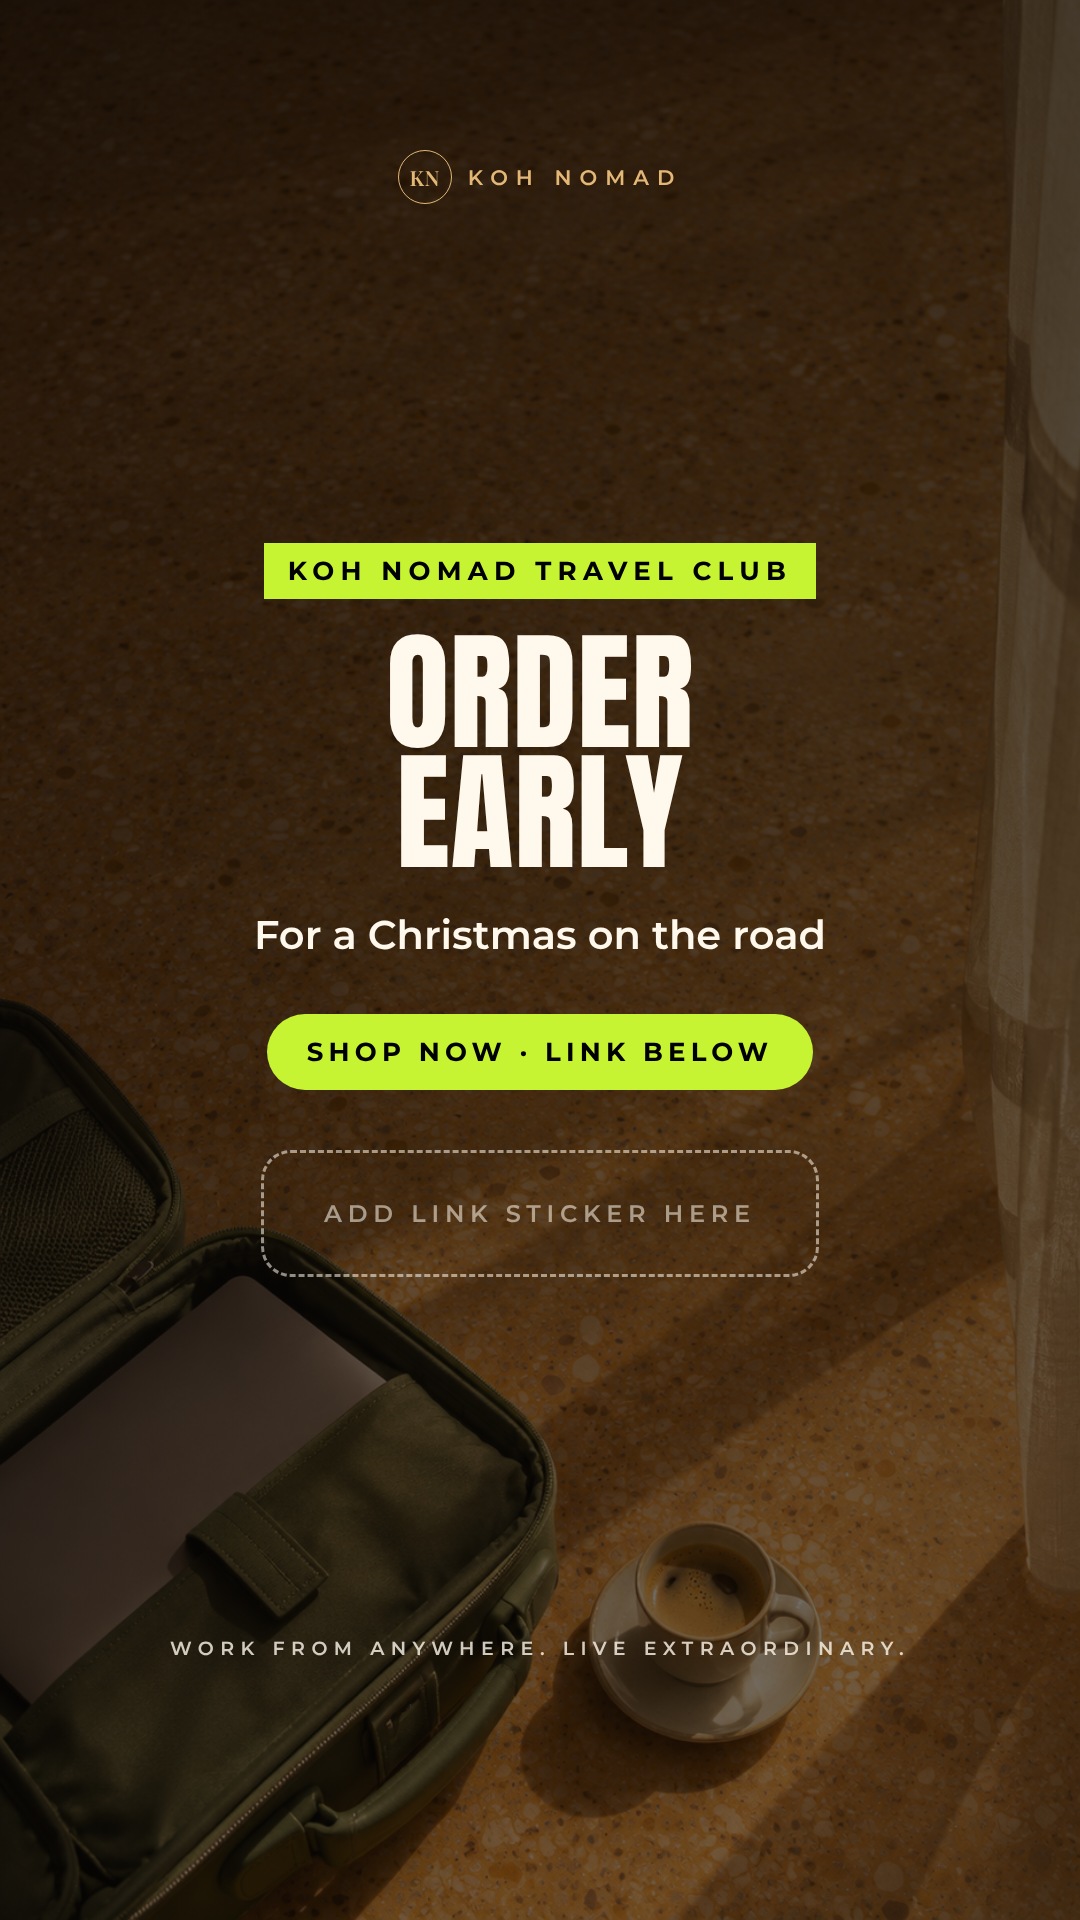 KN KOH NOMAD
KOH NOMAD TRAVEL CLUB
ORDER
EARLY
For a Christmas on the road
SHOP NOW · LINK BELOW
ADD LINK STICKER HERE
WORK FROM ANYWHERE. LIVE EXTRAORDINARY.